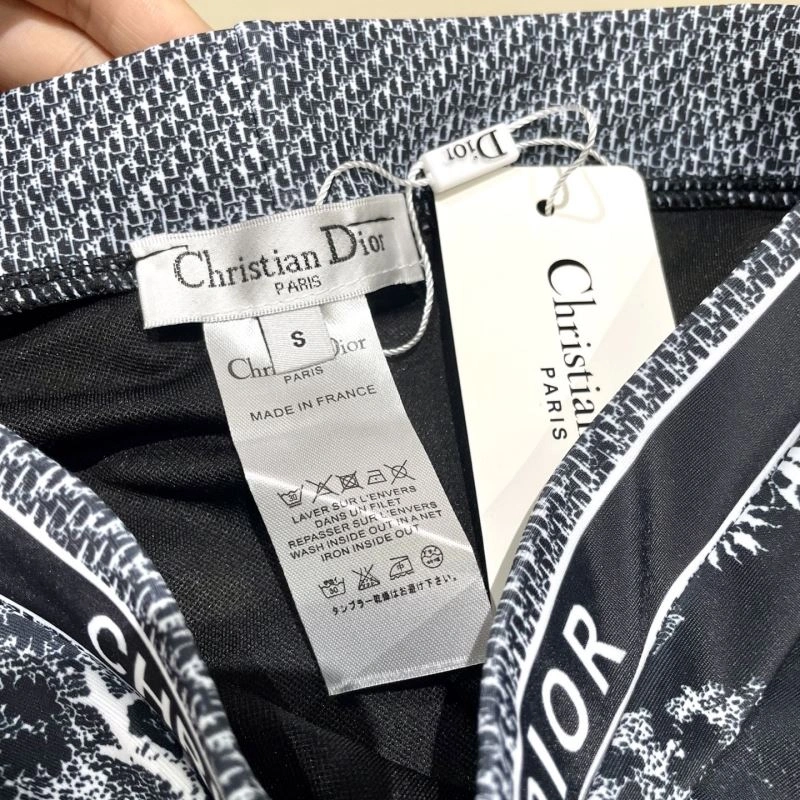 Dior
Christian Dior
PARIS
S
Christian
PARIS
Dior
PARIS
MADE IN FRANCE
LAVER SUR L'ENVERS
DANS UN FILET
REPASSER SUR L'ENVERS
WASH INSIDE OUT IN A NET
IRON INSIDE OUT
タンブラー乾燥はお避け下さい。
DIOR